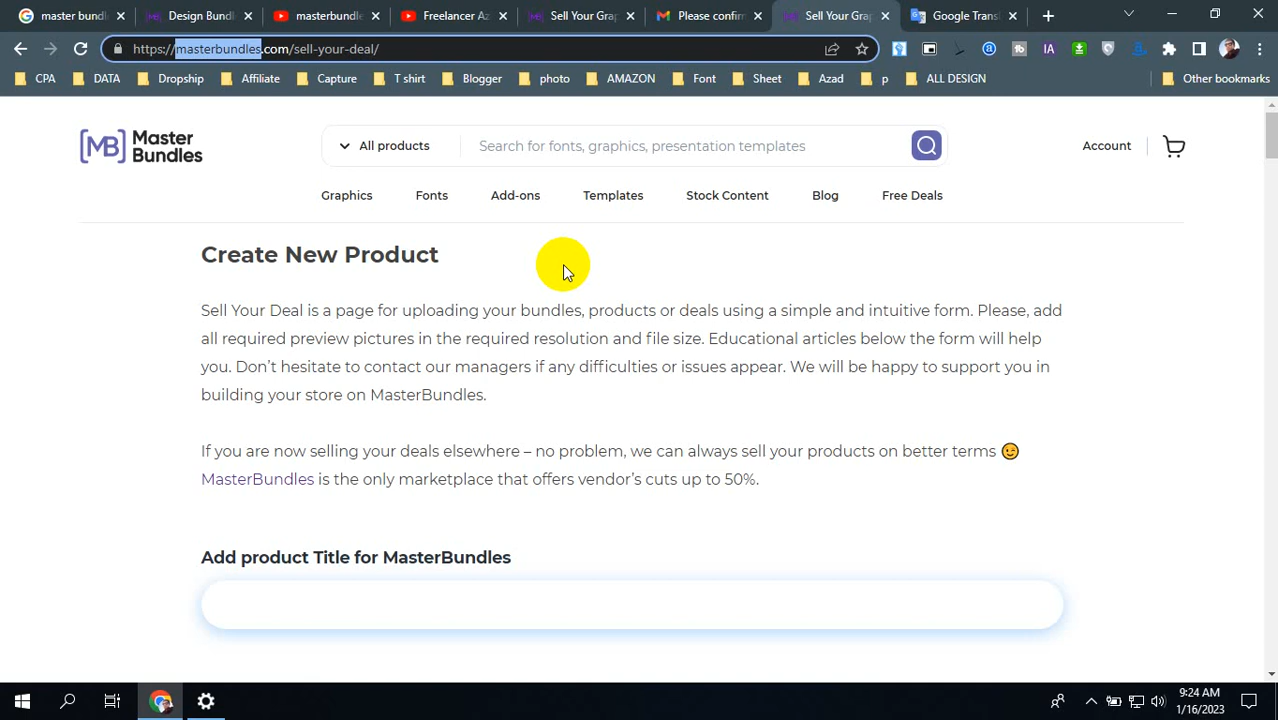 master bundl
Design Bundl
masterbundle
Freelancer Az
Sell Your Grap
Please confirm
Sell Your Grap
Google Trans
https://masterbundles.com/sell-your-deal/
CPA
DATA
Dropship
Affiliate
Capture
T shirt
Blogger
photo
AMAZON
Font
Sheet
Azad
p
ALL DESIGN
Other bookmarks
[MB] Master Bundles
All products
Search for fonts, graphics, presentation templates
Account
Graphics
Fonts
Add-ons
Templates
Stock Content
Blog
Free Deals
Create New Product
Sell Your Deal is a page for uploading your bundles, products or deals using a simple and intuitive form. Please, add
all required preview pictures in the required resolution and file size. Educational articles below the form will help
you. Don't hesitate to contact our managers if any difficulties or issues appear. We will be happy to support you in
building your store on MasterBundles.
If you are now selling your deals elsewhere – no problem, we can always sell your products on better terms 😉
MasterBundles is the only marketplace that offers vendor's cuts up to 50%.
Add product Title for MasterBundles
9:24 AM
1/16/2023